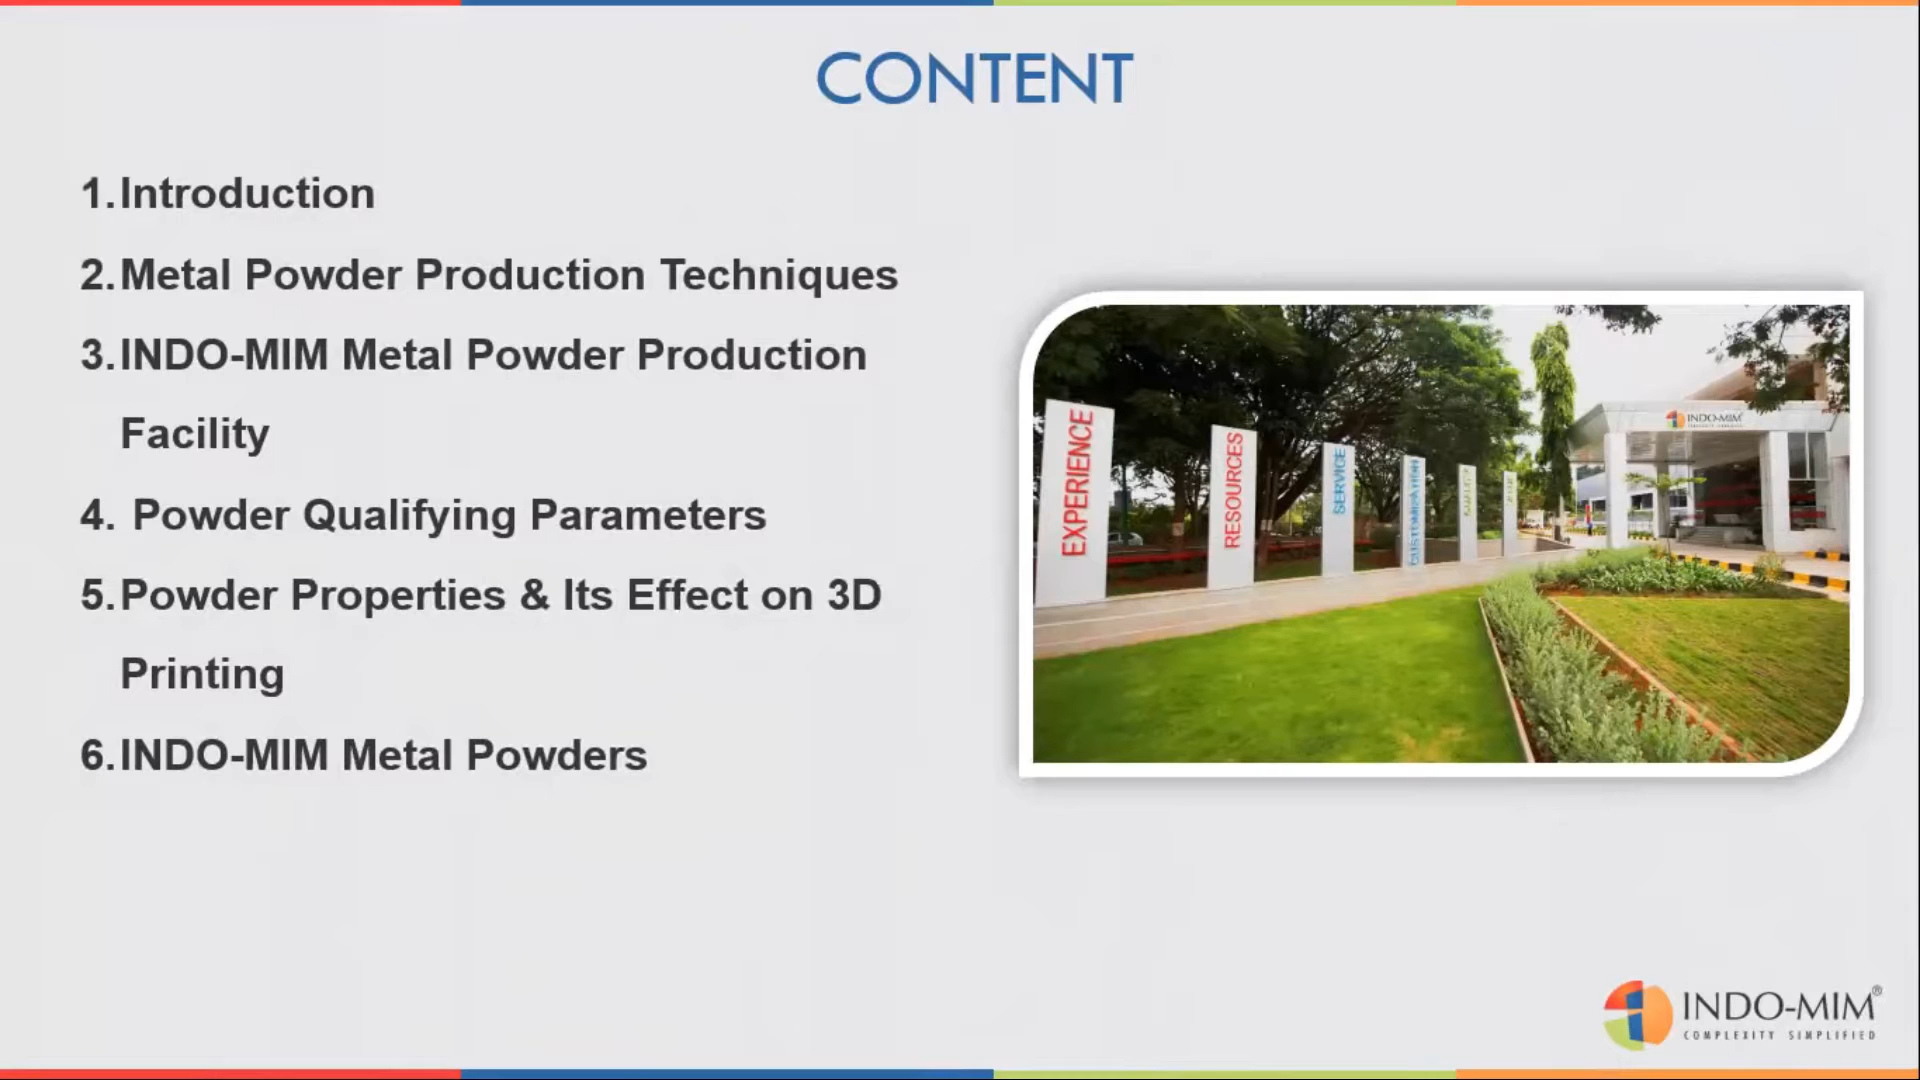 CONTENT
1. Introduction
2. Metal Powder Production Techniques
3. INDO-MIM Metal Powder Production
Facility
4. Powder Qualifying Parameters
5. Powder Properties & Its Effect on 3D
Printing
6. INDO-MIM Metal Powders
EXPERIENCE
RESOURCES
SERVICE
CUSTOMISATION
INDO-MIM
INDO-MIM®
COMPLEXITY SIMPLIFIED